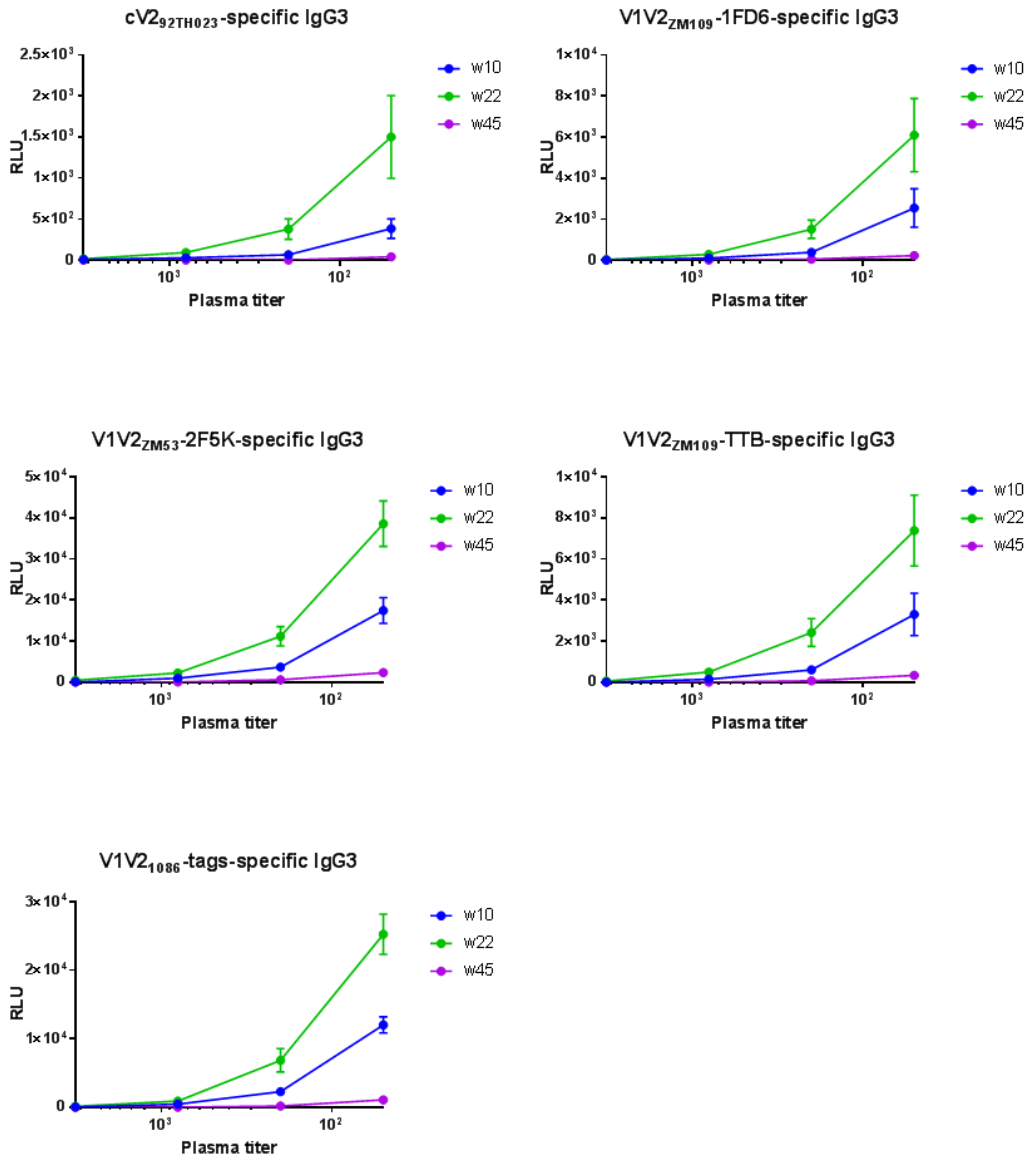 cV2₉₂TH₀₂₃-specific IgG3
2.5×10³
2×10³
1.5×10³
1×10³
5×10²
0
RLU
10³
10²
Plasma titer
w10
w22
w45
V1V2ZM109-1FD6-specific IgG3
1×10⁴
8×10³
6×10³
4×10³
2×10³
0
RLU
10³
10²
Plasma titer
w10
w22
w45
V1V2ZM53-2F5K-specific IgG3
5×10⁴
4×10⁴
3×10⁴
2×10⁴
1×10⁴
0
RLU
10³
10²
Plasma titer
w10
w22
w45
V1V2ZM109-TTB-specific IgG3
1×10⁴
8×10³
6×10³
4×10³
2×10³
0
RLU
10³
10²
Plasma titer
w10
w22
w45
V1V2₁₀₈₆-tags-specific IgG3
3×10⁴
2×10⁴
1×10⁴
0
RLU
10³
10²
Plasma titer
w10
w22
w45